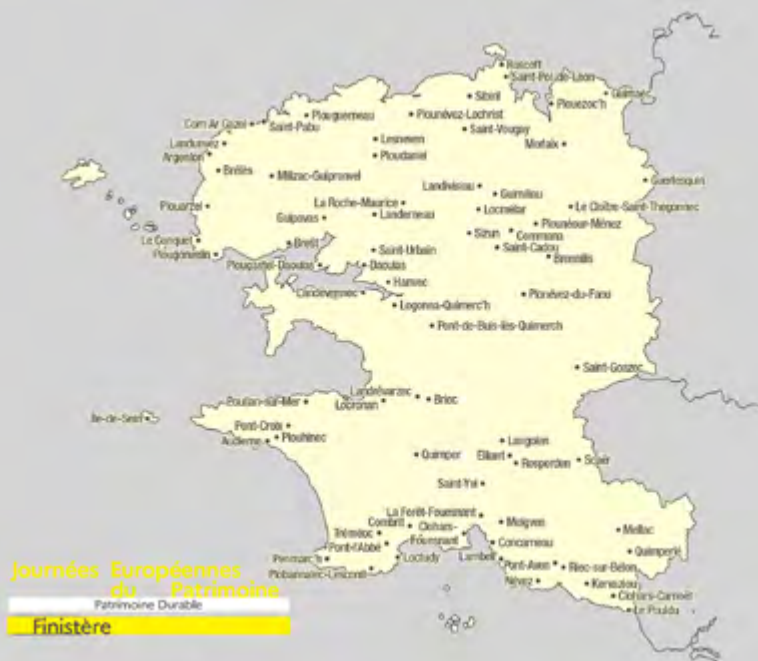 Roscoff
Saint-Pol-de-Léon
Sibiril
Guimaëc
Plouezoc'h
Plouguerneau
Plounévez-Lochrist
Corn Ar Gazel
Saint-Pabu
Saint-Vougay
Landunvez
Lesneven
Morlaix
Argenton
Ploudaniel
Brélès
Milizac-Guipronvel
Guerlesquin
Landivisiau
Guimiliau
La Roche-Maurice
Plouarzel
Landerneau
Locmélar
Le Cloître-Saint-Thégonnec
Guipavas
Plounéour-Ménez
Sizun
Commana
Le Conquet
Brest
Saint-Urbain
Saint-Cadou
Plougonvelin
Brennilis
Plougastel-Daoulas
Daoulas
Hanvec
Landévennec
Plonévez-du-Faou
Logonna-Quimerc'h
Pont-de-Buis-lès-Quimerch
Saint-Goazec
Landrévarzec
Poullan-sur-Mer
Locronan
Briec
Île-de-Sein
Pont-Croix
Audierne
Plouhinec
Langolen
Quimper
Elliant
Rosporden
Scaër
Saint-Yvi
La Forêt-Fouesnant
Combrit
Clohars-
Fouesnant
Melgven
Mellac
Tréméoc
Pont-l'Abbé
Concarneau
Quimperlé
Penmarc'h
Loctudy
Lambell
Pont-Aven
Riec-sur-Bélon
Plobannalec-Lesconil
Névez
Clohars-Carnoët
Le Pouldu
Journées Européennes
du Patrimoine
Patrimoine Durable
Finistère